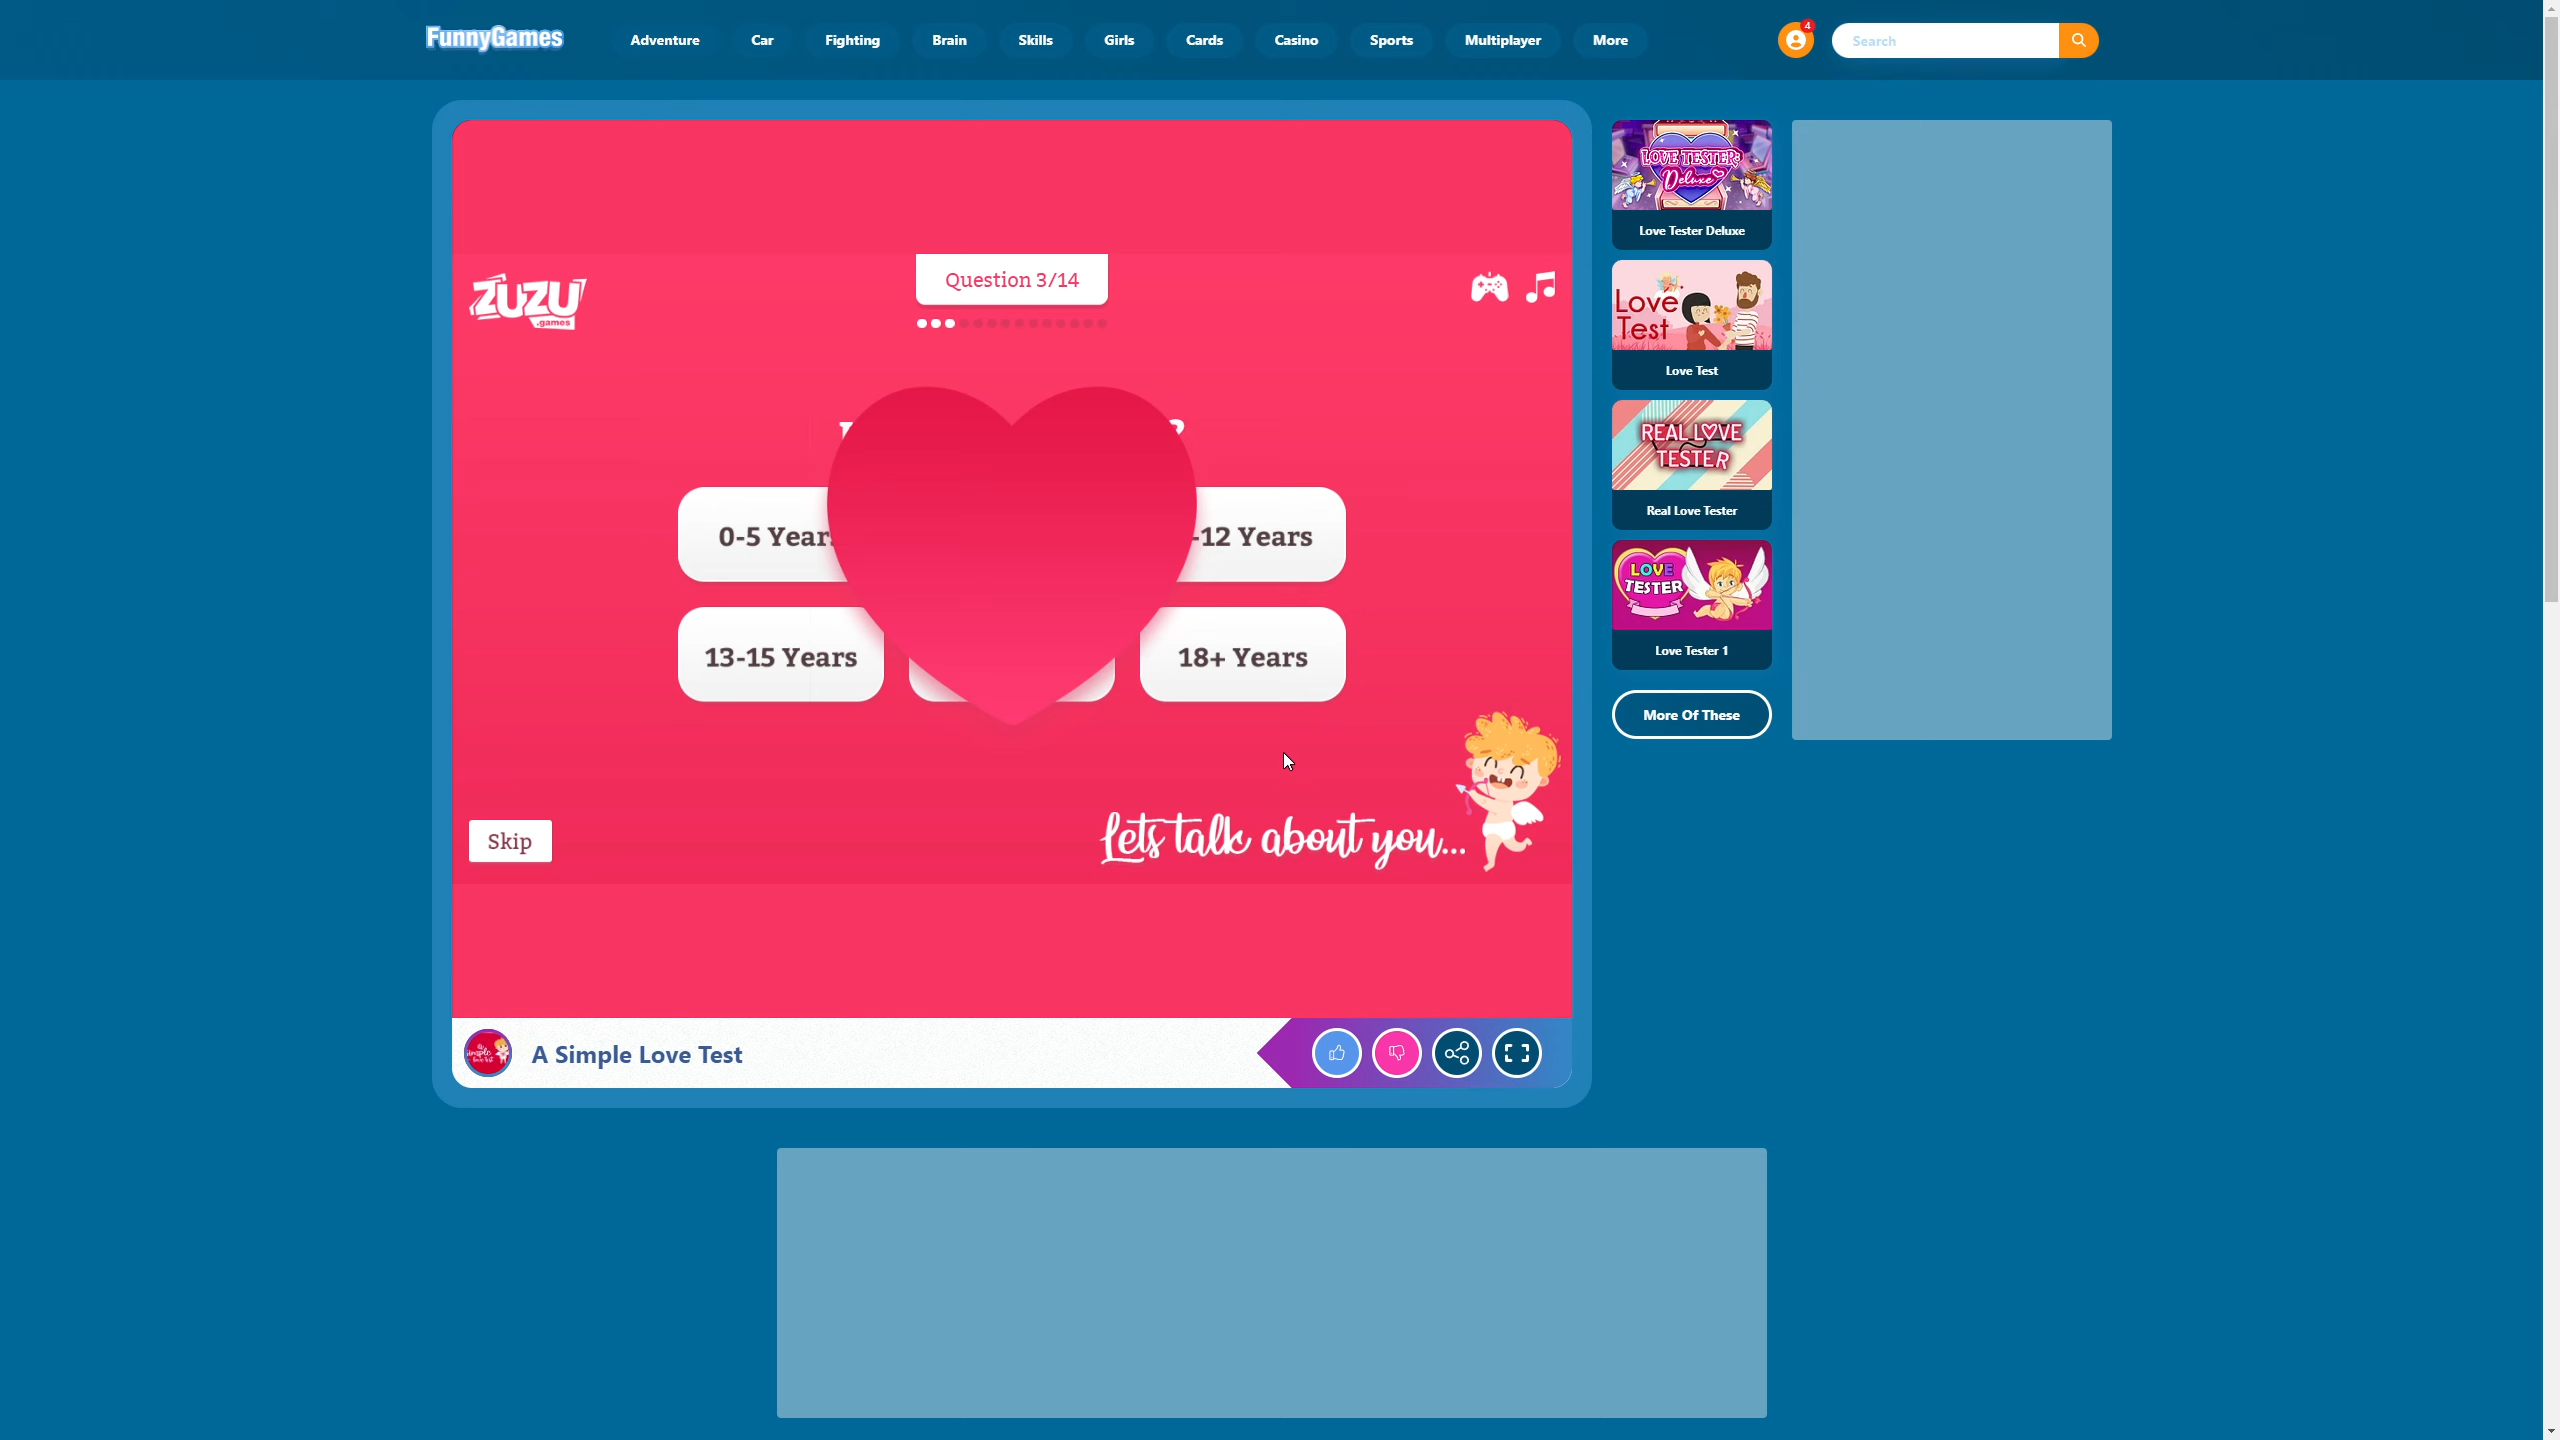 FunnyGames
Adventure Car Fighting Brain Skills Girls Cards Casino Sports Multiplayer More
4
Search
LOVE TESTER
Deluxe
Love Tester Deluxe
Love Test
Love Test
REAL LOVE TESTER
Real Love Tester
LOVE TESTER
Love Tester 1
More Of These
ZUZU
.games
Question 3/14
?
0-5 Years
-12 Years
13-15 Years
18+ Years
Skip
Lets talk about you...
A Simple Love Test